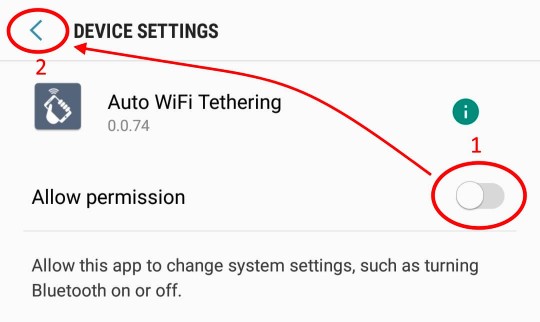 DEVICE SETTINGS
2
Auto WiFi Tethering
0.0.74
i
1
Allow permission
Allow this app to change system settings, such as turning
Bluetooth on or off.